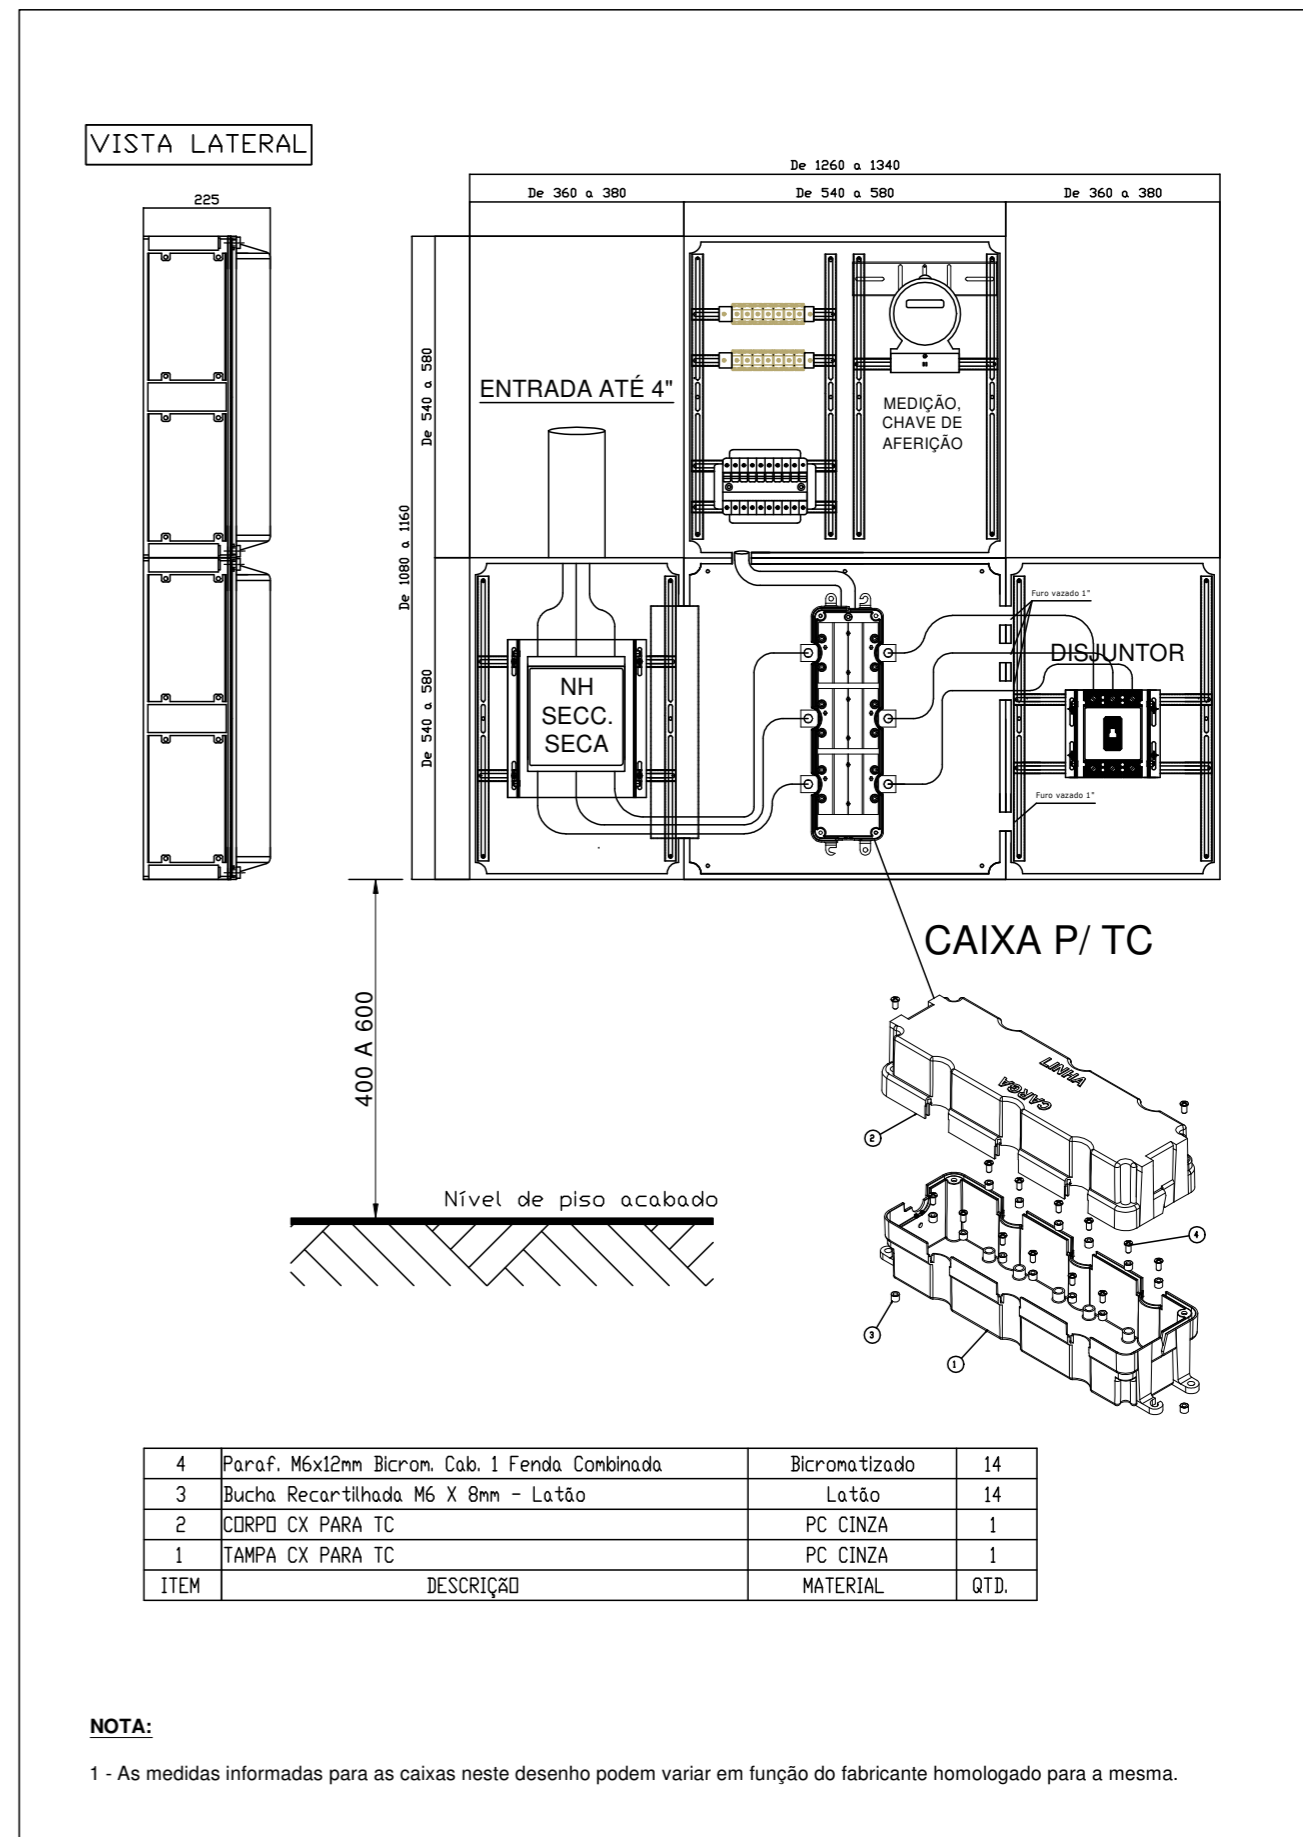 VISTA LATERAL
De 1260 a 1340
225
De 360 a 380
De 540 a 580
De 360 a 380
De 540 a 580
De 1080 a 1160
De 540 a 580
ENTRADA ATÉ 4"
MEDIÇÃO,
CHAVE DE
AFERIÇÃO
Furo vazado 1"
DISJUNTOR
NH
SECC.
SECA
Furo vazado 1"
CAIXA P/ TC
400 A 600
LINHA
CARGA
2
Nível de piso acabado
4
3
1
4 Paraf. M6x12mm Bicrom. Cab. 1 Fenda Combinada Bicromatizado 14
3 Bucha Recartilhada M6 X 8mm - Latão Latão 14
2 CORPO CX PARA TC PC CINZA 1
1 TAMPA CX PARA TC PC CINZA 1
ITEM DESCRIÇÃO MATERIAL QTD.
NOTA:
1 - As medidas informadas para as caixas neste desenho podem variar em função do fabricante homologado para a mesma.